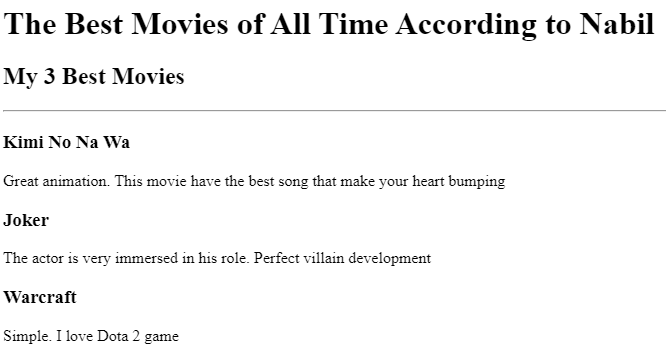 The Best Movies of All Time According to Nabil
My 3 Best Movies
Kimi No Na Wa
Great animation. This movie have the best song that make your heart bumping
Joker
The actor is very immersed in his role. Perfect villain development
Warcraft
Simple. I love Dota 2 game